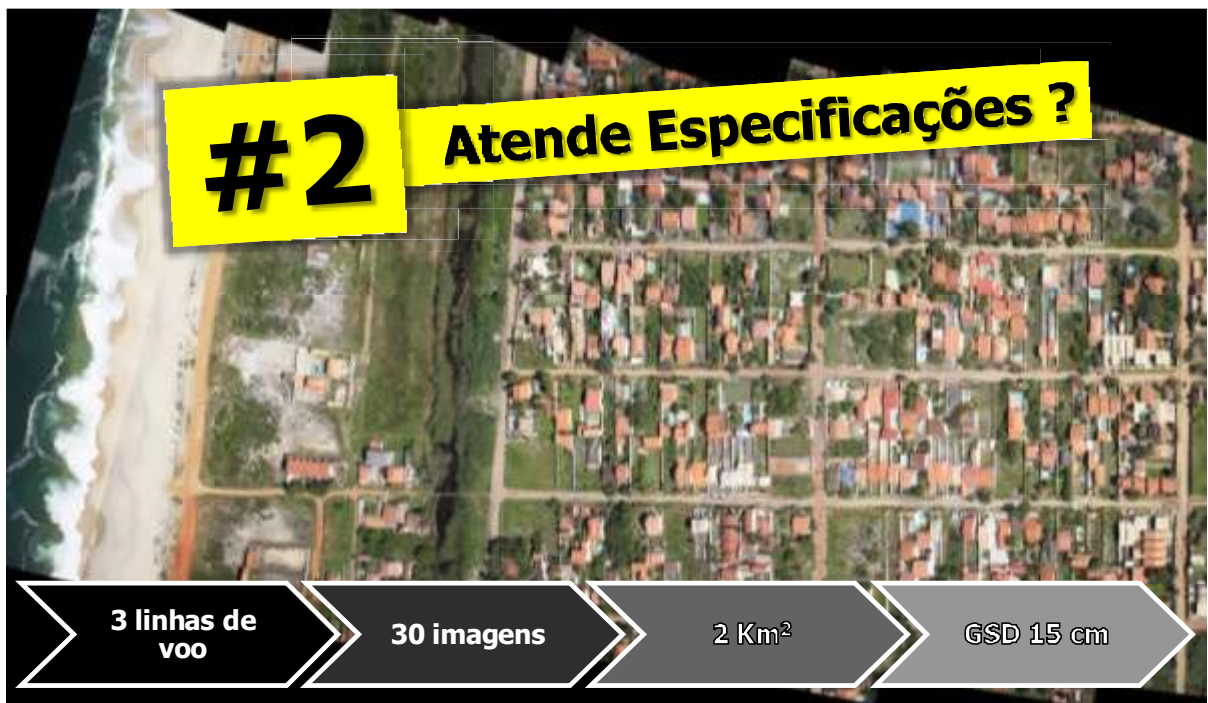 #2
Atende Especificações ?
3 linhas de
voo
30 imagens
2 Km²
GSD 15 cm